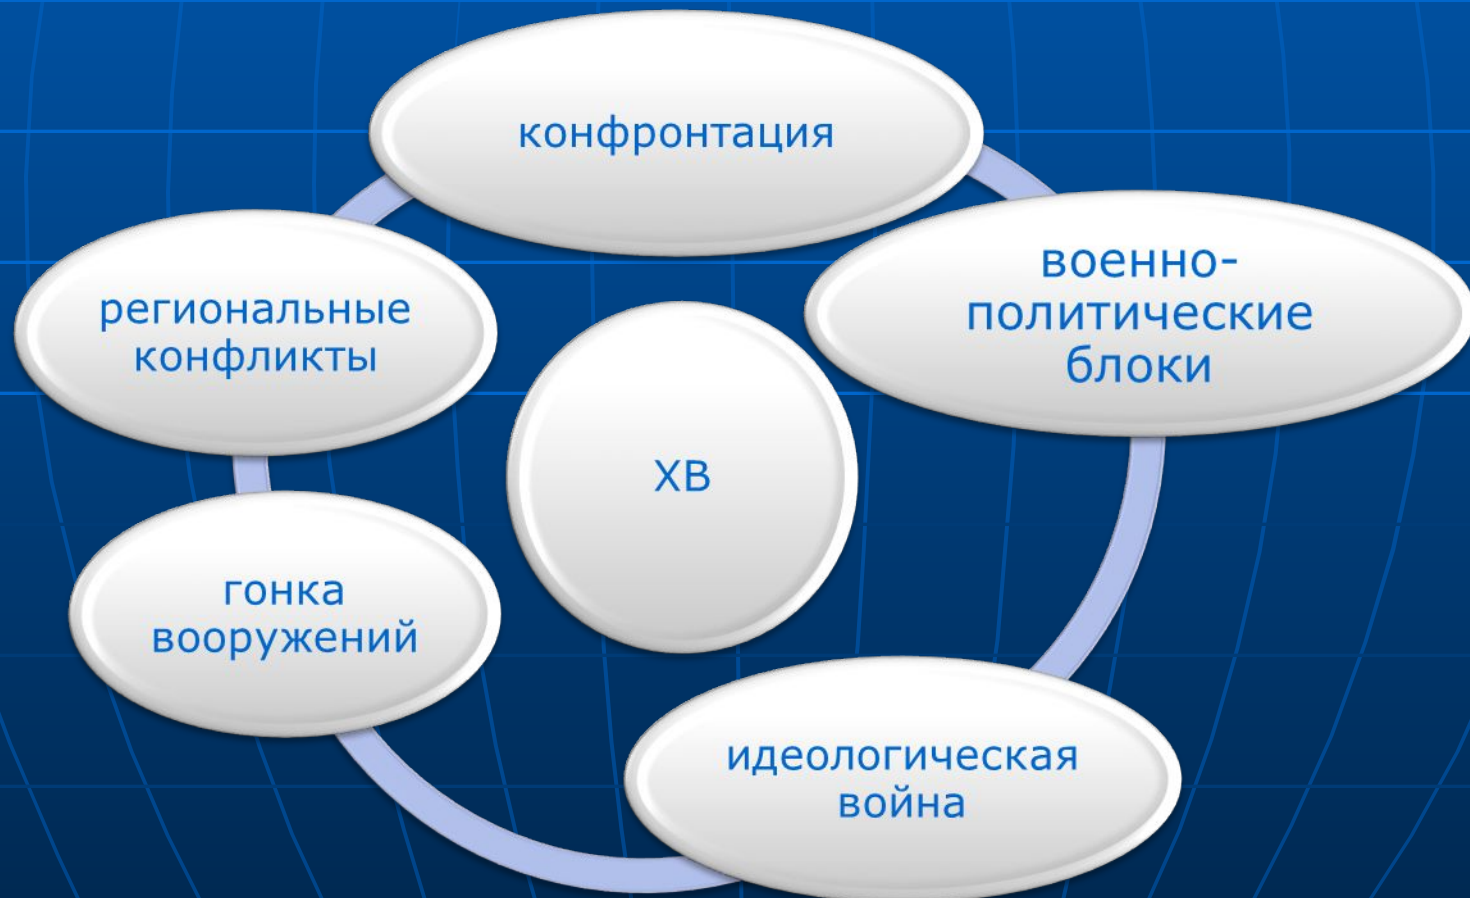 конфронтация
военно-
политические
блоки
региональные
конфликты
ХВ
гонка
вооружений
идеологическая
война